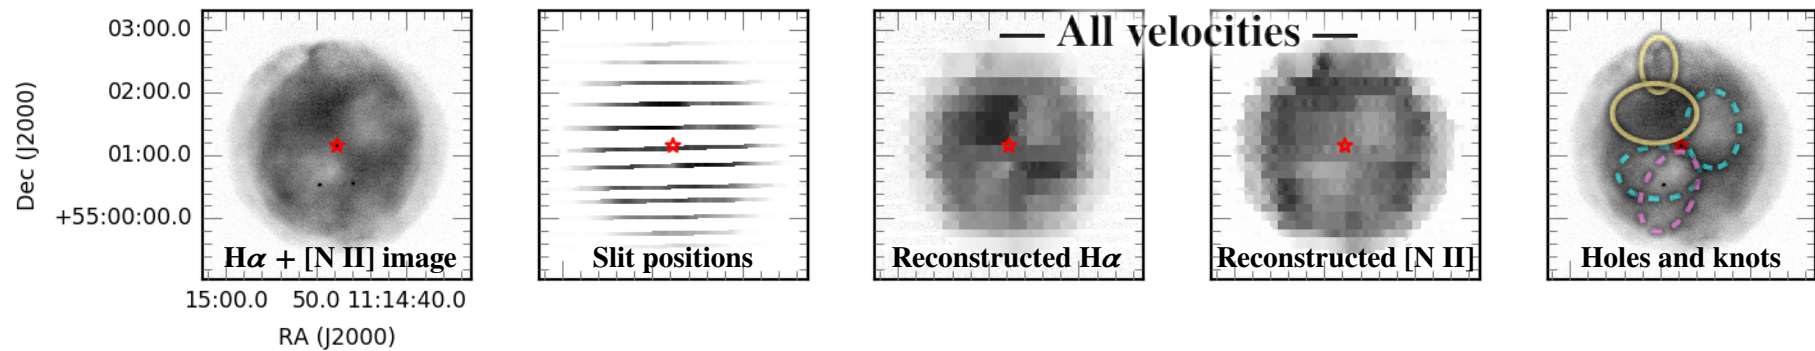 — All velocities —
03:00.0
02:00.0
01:00.0
+55:00:00.0
Dec (J2000)
Hα + [N II] image
Slit positions
Reconstructed Hα
Reconstructed [N II]
Holes and knots
15:00.0 50.0 11:14:40.0
RA (J2000)